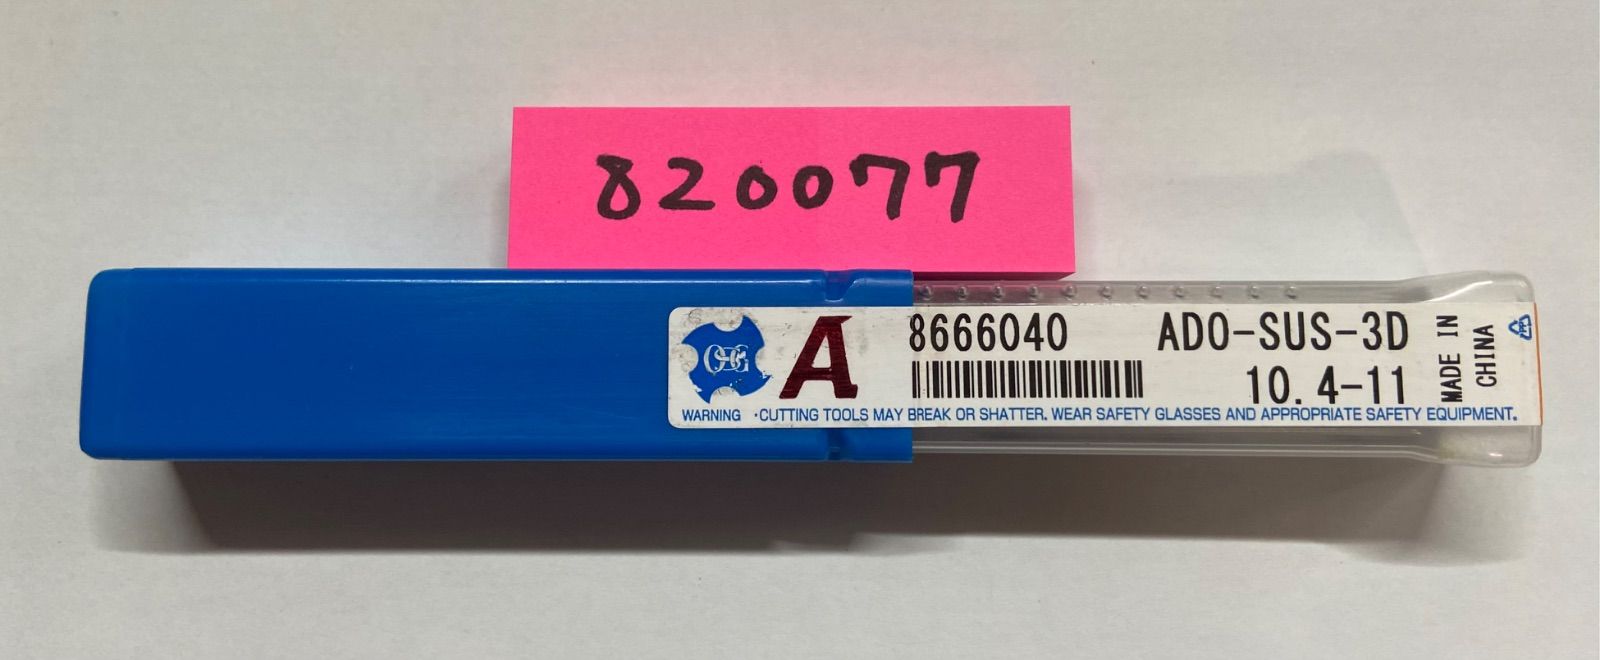 820077
OSG
A
8666040 ADO-SUS-3D
10.4-11
MADE IN
CHINA
WARNING ・CUTTING TOOLS MAY BREAK OR SHATTER. WEAR SAFETY GLASSES AND APPROPRIATE SAFETY EQUIPMENT.